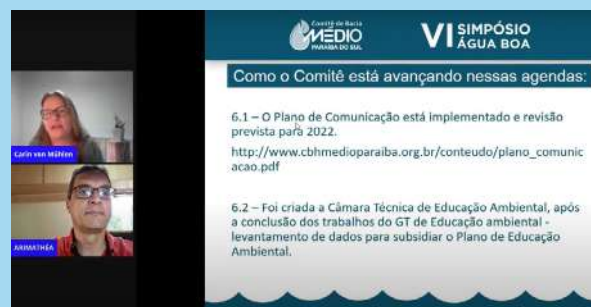 Comitê de Bacia
MÉDIO
PARAÍBA DO SUL
VI SIMPÓSIO
ÁGUA BOA
Como o Comitê está avançando nessas agendas:
6.1 – O Plano de Comunicação está implementado e revisão
prevista para 2022.
http://www.cbhmedioparaiba.org.br/conteudo/plano_comunic
acao.pdf
6.2 – Foi criada a Câmara Técnica de Educação Ambiental, após
a conclusão dos trabalhos do GT de Educação ambiental -
levantamento de dados para subsidiar o Plano de Educação
Ambiental.
Carin von Mühlen
ARIMATHÉA